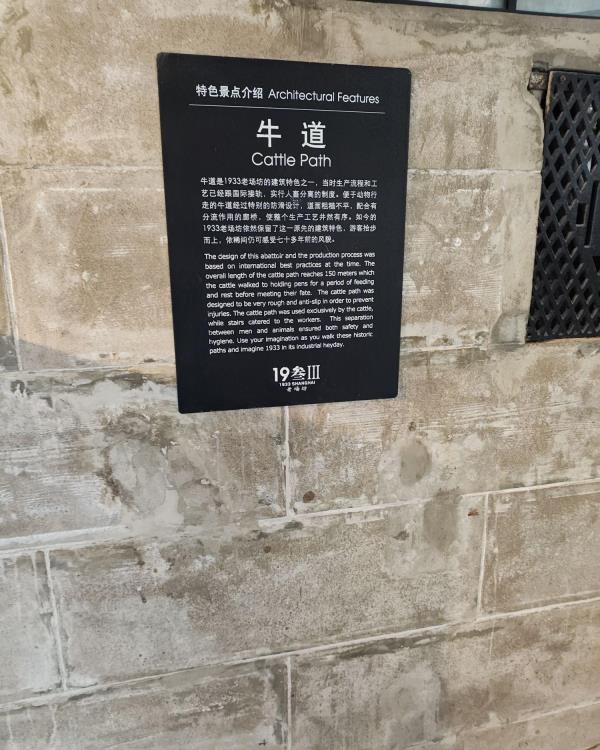 特色景点介绍 Architectural Features
牛 道
Cattle Path
牛道是1933老场坊的建筑特色之一，当时生产流程和工
艺已经跟国际接轨，实行人畜分离的制度。便于动物行
走的牛道经过特别的防滑设计，道面粗糙不平，配合有
分流作用的廊桥，使整个生产工艺井然有序。如今的
1933老场坊依然保留了这一原先的建筑特色，游客拾步
而上，依稀间仍可感受七十多年前的风貌。
The design of this abattoir and the production process was
based on international best practices at the time. The
overall length of the cattle path reaches 150 meters which
the cattle walked to holding pens for a period of feeding
and rest before meeting their fate. The cattle path was
designed to be very rough and anti-slip in order to prevent
injuries. The cattle path was used exclusively by the cattle,
while stairs catered to the workers. This separation
between men and animals ensured both safety and
hygiene. Use your imagination as you walk these historic
paths and imagine 1933 in its industrial heyday.
19叁III
1933 SHANGHAI
老场坊